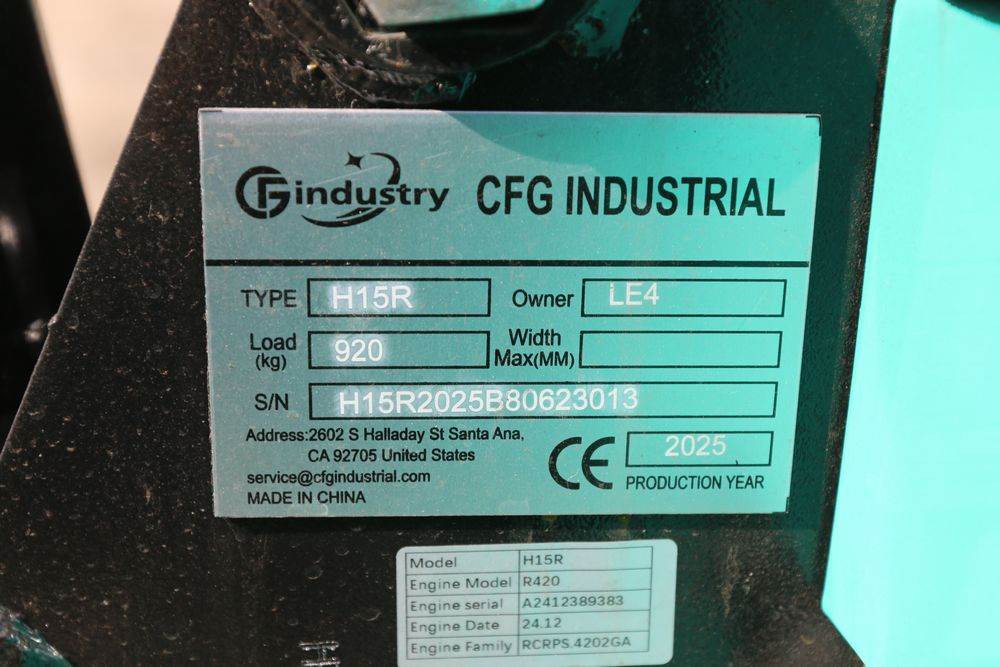 CFGindustry CFG INDUSTRIAL
TYPE H15R Owner LE4
Load (kg) 920 Width Max(MM)
S/N H15R2025B80623013
Address:2602 S Halladay St Santa Ana,
CA 92705 United States
service@cfgindustrial.com
MADE IN CHINA
CE 2025
PRODUCTION YEAR
Model H15R
Engine Model R420
Engine serial A2412389383
Engine Date 24.12
Engine Family RCRPS.4202GA
H